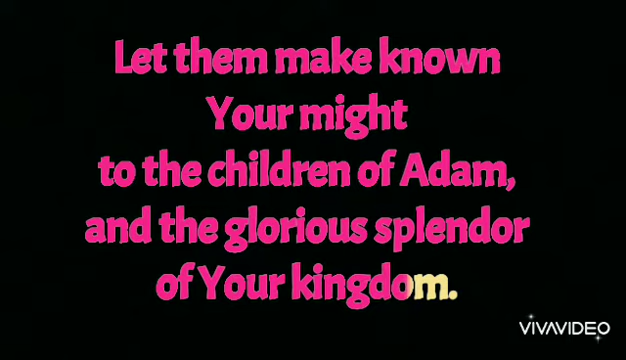 Let them make known
Your might
to the children of Adam,
and the glorious splendor
of Your kingdom.
VIVAVIDEO